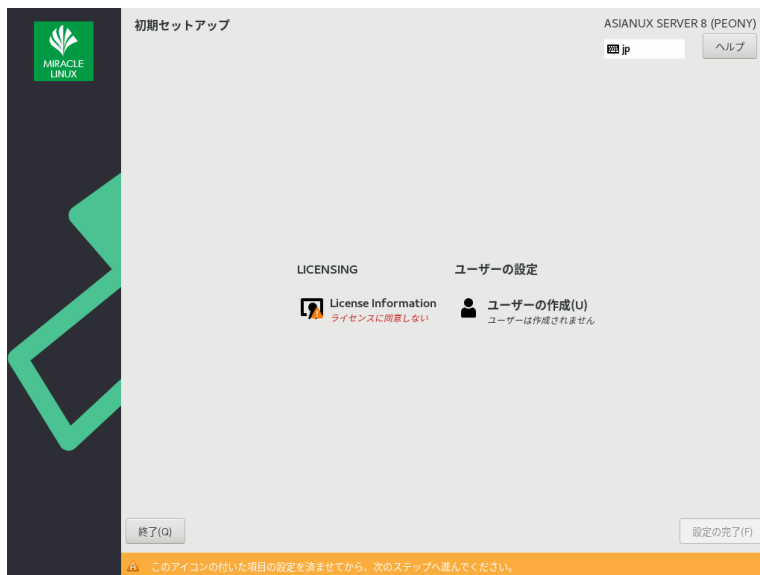 MIRACLE
LINUX
初期セットアップ
ASIANUX SERVER 8 (PEONY)
jp
ヘルプ
LICENSING
License Information
ライセンスに同意しない
ユーザーの設定
ユーザーの作成(U)
ユーザーは作成されません
終了(Q)
設定の完了(F)
このアイコンの付いた項目の設定を済ませてから、次のステップへ進んでください。